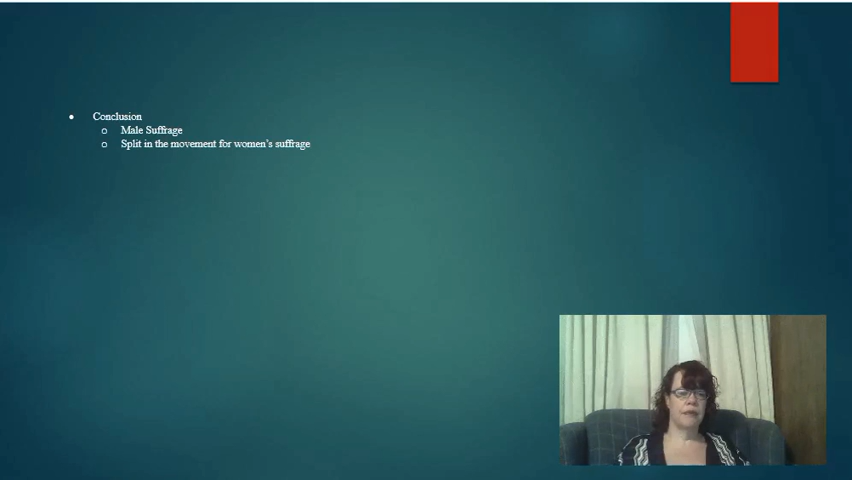 • Conclusion
o Male Suffrage
o Split in the movement for women's suffrage